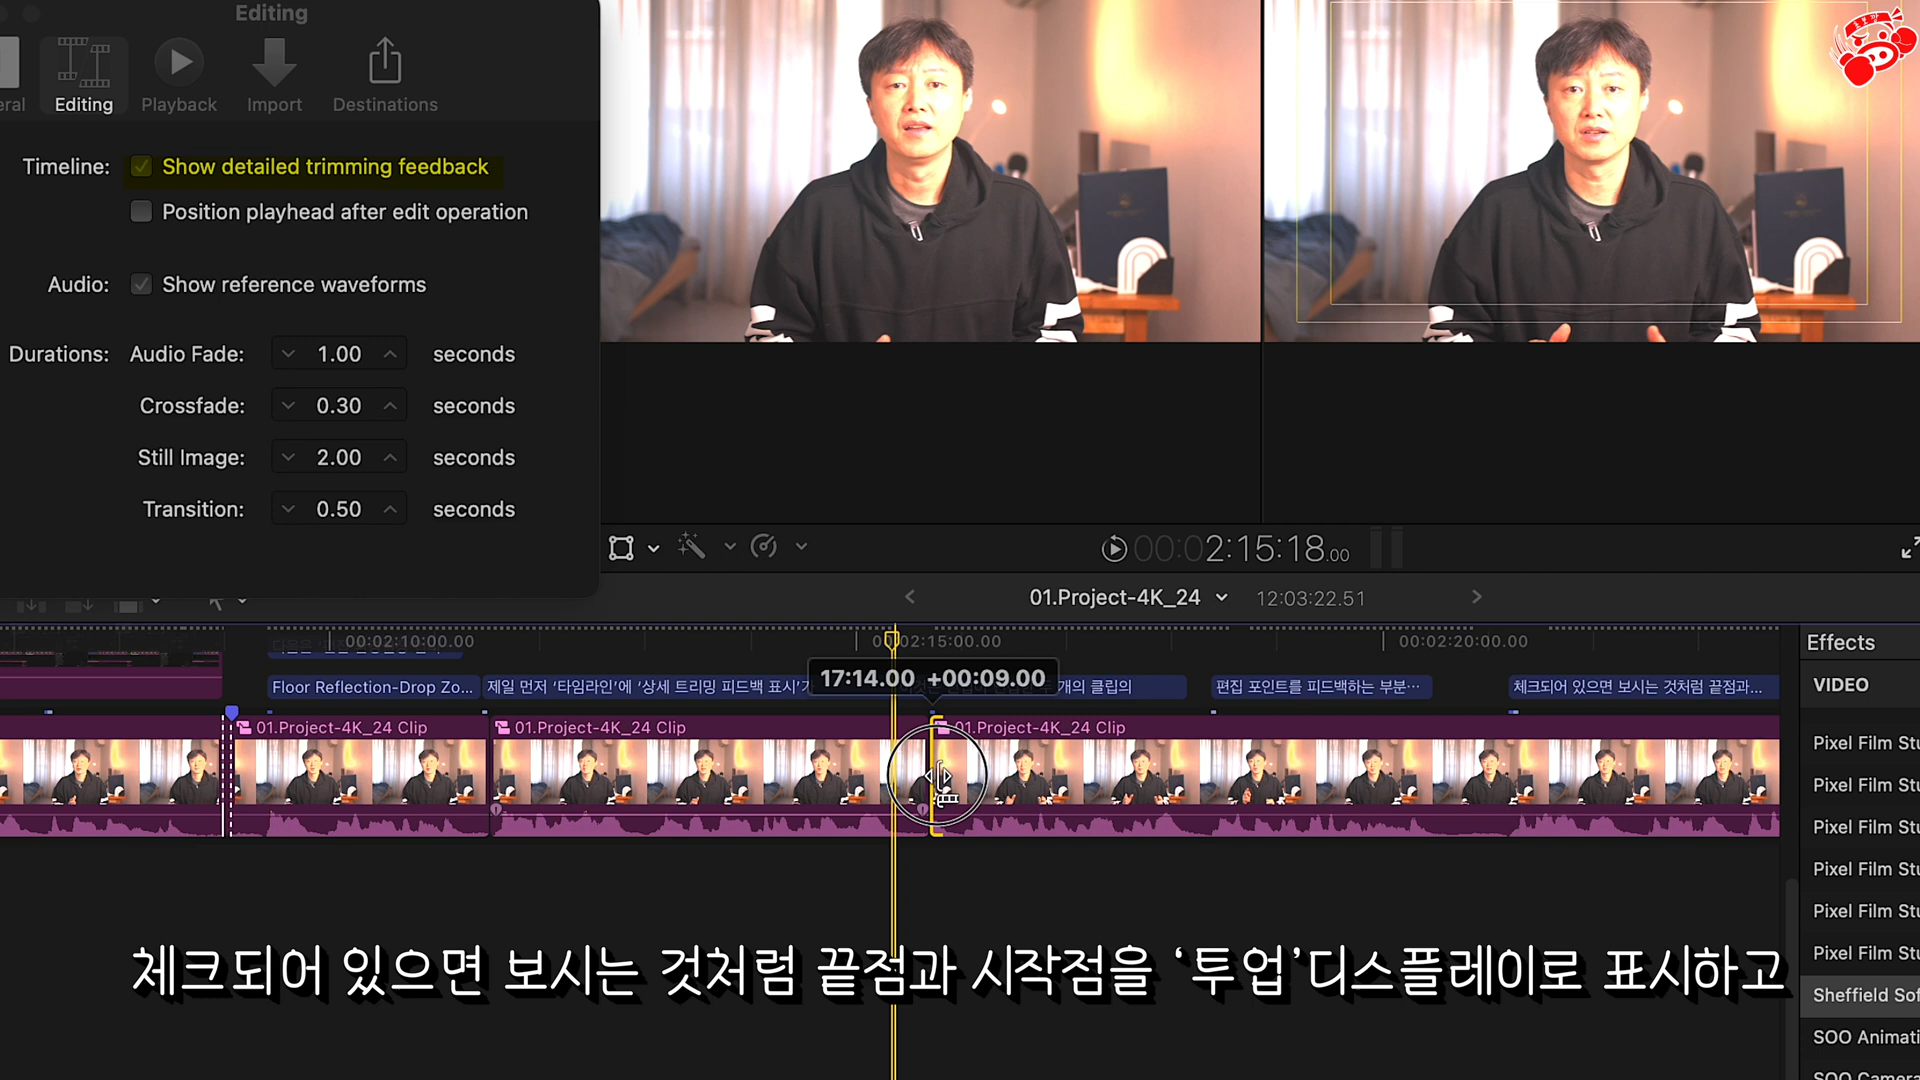 Editing
Editing
Playback
Import
Destinations
Timeline:
Show detailed trimming feedback
Position playhead after edit operation
Audio:
Show reference waveforms
Durations:
Audio Fade:
1.00
seconds
Crossfade:
0.30
seconds
Still Image:
2.00
seconds
Transition:
0.50
seconds
00:02:15:18.00
01.Project-4K_24
12:03:22.51
00:02:10:00.00
02:15:00.00
00:02:20:00.00
Effects
VIDEO
17:14.00 +00:09.00
Floor Reflection-Drop Zo...
제일 먼저 ‘타임라인’에 ‘상세 트리밍 피드백 표시’
개의 클립의
편집 포인트를 피드백하는 부분···
체크되어 있으면 보시는 것처럼 끝점과...
01.Project-4K_24 Clip
01.Project-4K_24 Clip
01.Project-4K_24 Clip
Pixel Film Stu
Pixel Film Stu
Pixel Film Stu
Pixel Film Stu
Pixel Film Stu
Pixel Film Stu
Sheffield Sof
SOO Animati
SOO Camera
체크되어 있으면 보시는 것처럼 끝점과 시작점을 ‘투업’디스플레이로 표시하고